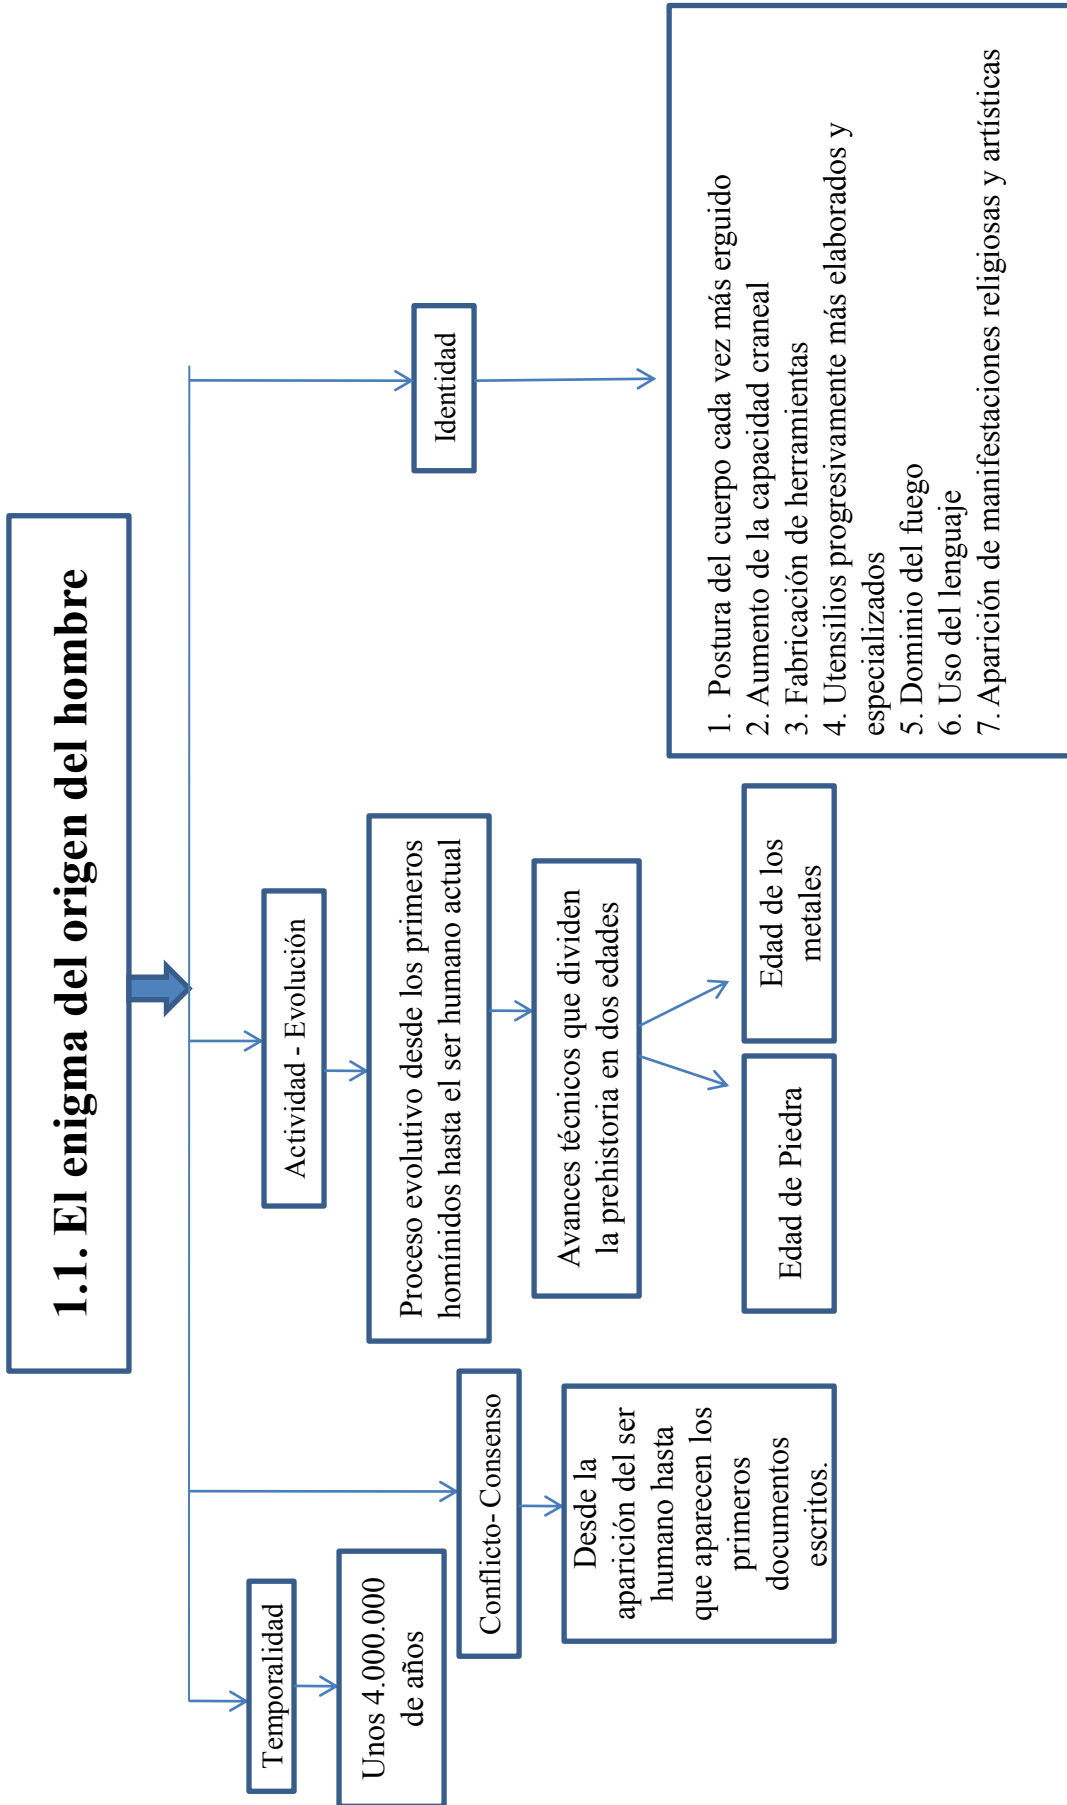 1.1. El enigma del origen del hombre
Temporalidad
Unos 4.000.000
de años
Conflicto- Consenso
Desde la
aparición del ser
humano hasta
que aparecen los
primeros
documentos
escritos.
Actividad - Evolución
Proceso evolutivo desde los primeros
homínidos hasta el ser humano actual
Avances técnicos que dividen
la prehistoria en dos edades
Edad de Piedra
Edad de los
metales
Identidad
1. Postura del cuerpo cada vez más erguido
2. Aumento de la capacidad craneal
3. Fabricación de herramientas
4. Utensilios progresivamente más elaborados y
especializados
5. Dominio del fuego
6. Uso del lenguaje
7. Aparición de manifestaciones religiosas y artísticas